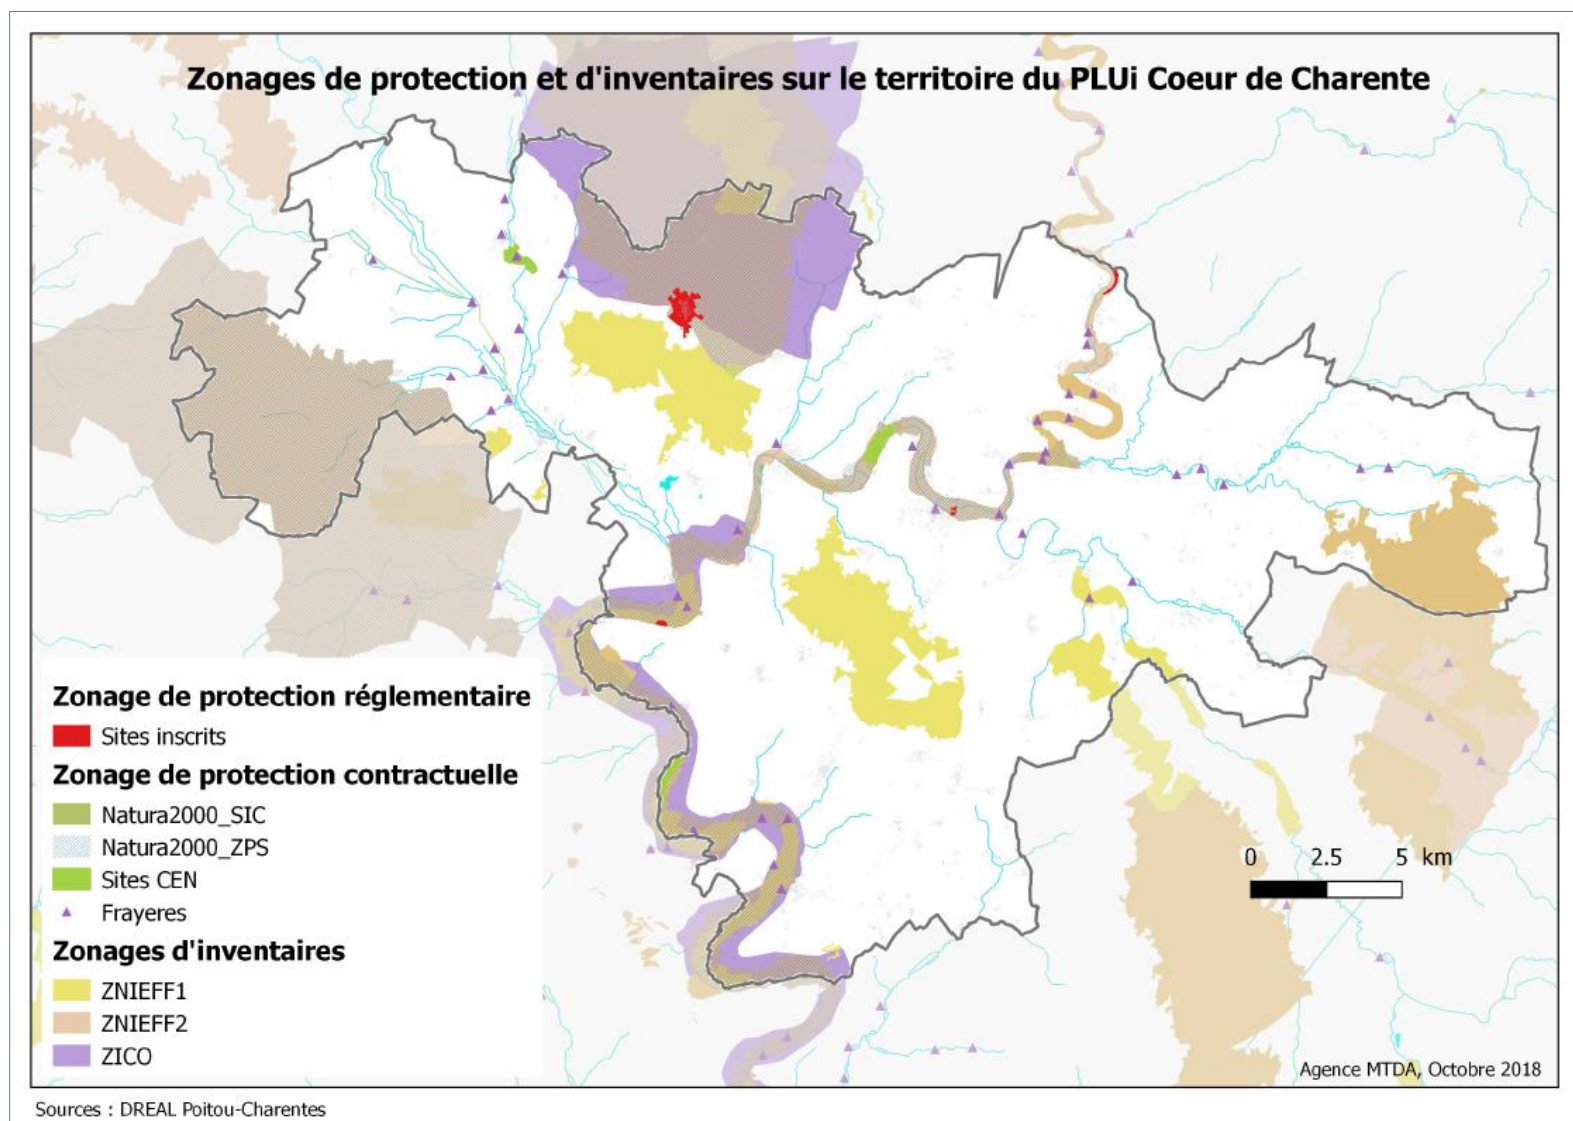 Zonages de protection et d'inventaires sur le territoire du PLUi Coeur de Charente
Zonage de protection réglementaire
Sites inscrits
Zonage de protection contractuelle
Natura2000_SIC
Natura2000_ZPS
Sites CEN
Frayeres
Zonages d'inventaires
ZNIEFF1
ZNIEFF2
ZICO
0 2.5 5 km
Agence MTDA, Octobre 2018
Sources : DREAL Poitou-Charentes